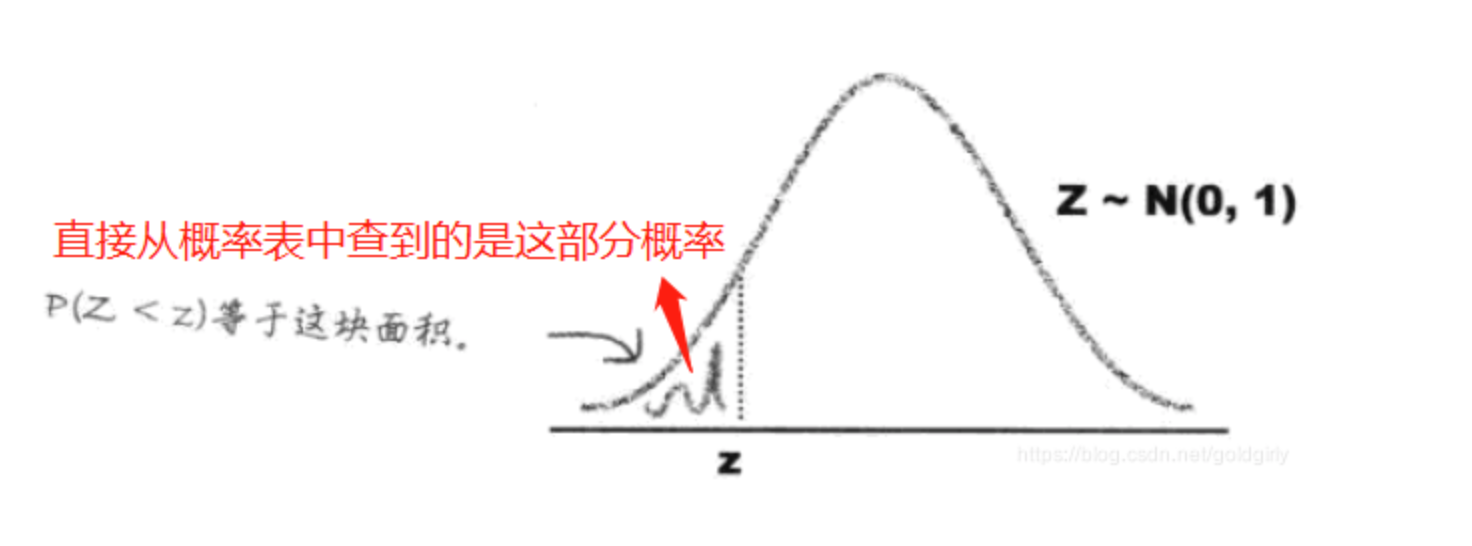 直接从概率表中查到的是这部分概率
P(Z < z)等于这块面积。
Z ~ N(0, 1)
z
https://blog.csdn.net/goldgirly